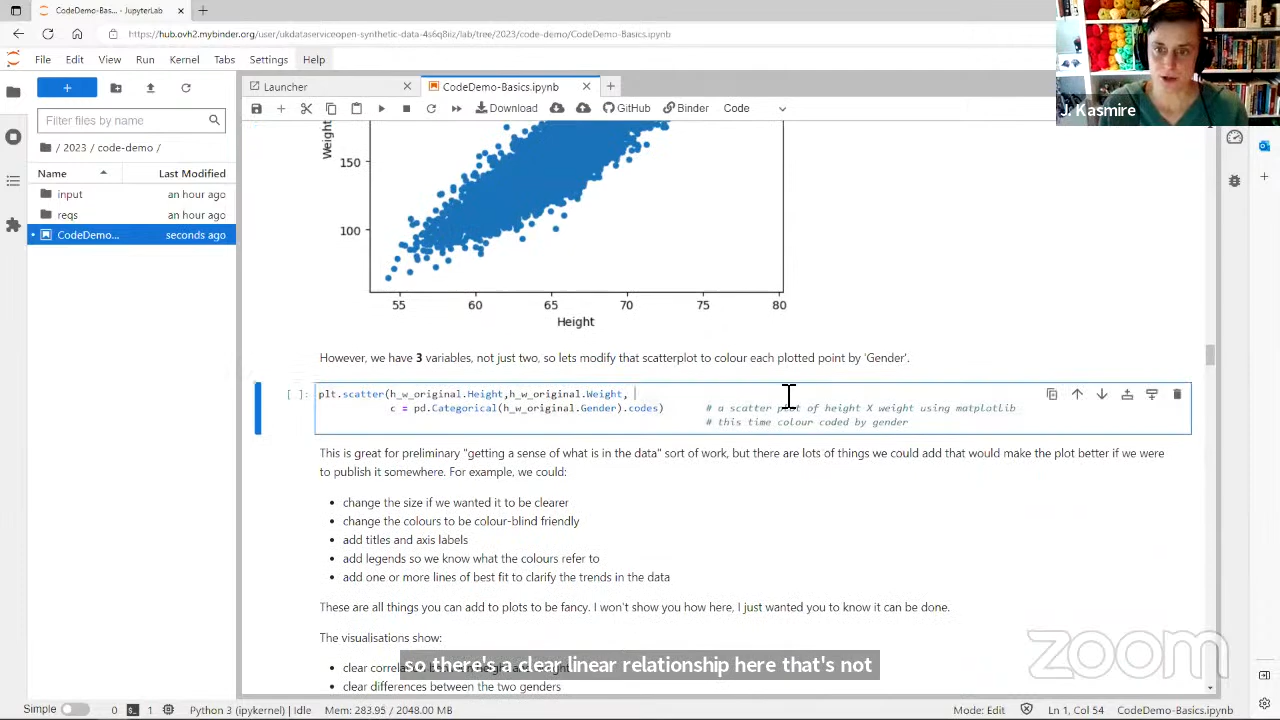 CodeDemo-Bas... - JupyterLab
https://hub.ovh2.mybinder.org/user/ukdataserviceopen-synthetic-data-4s6q8iiz/lab/tree/2023/code-demo/CodeDemo-Basics.ipynb
File Edit View Run Kernel Tabs Settings Help
J. Kasmire
Launcher
CodeDemo-Basics.ipynb
Download GitHub Binder Code
Filter files by name
/ 2023 / code-demo /
Name Last Modified
input an hour ago
reqs an hour ago
CodeDemo... seconds ago
Weight
150
100
55 60 65 70 75 80
Height
However, we have 3 variables, not just two, so lets modify that scatterplot to colour each plotted point by 'Gender'.
[ ]: plt.scatter(h_w_original.Height,h_w_original.Weight,
c = pd.Categorical(h_w_original.Gender).codes) # a scatter plot of height X weight using matplotlib
# this time colour coded by gender
This is great for preliminary "getting a sense of what is in the data" sort of work, but there are lots of things we could add that would make the plot better if we were
to publish it somewhere. For example, we could:
• change the size if we wanted it to be clearer
• change the colours to be colour-blind friendly
• add titles and axis labels
• add legends so we know what the colours refer to
• add one or more lines of best fit to clarify the trends in the data
These are all things you can add to plots to be fancy. I won't show you how here, I just wanted you to know it can be done.
The visualisations show:
• clear correla
so there's a clear linear relationship here that's not
• clear differences between the two genders
zoom
Simple 0 1 Python 3 (ipykernel) | Idle Mem: 283.95 / 2048.00 MB Mode: Edit Ln 1, Col 54 CodeDemo-Basics.ipynb